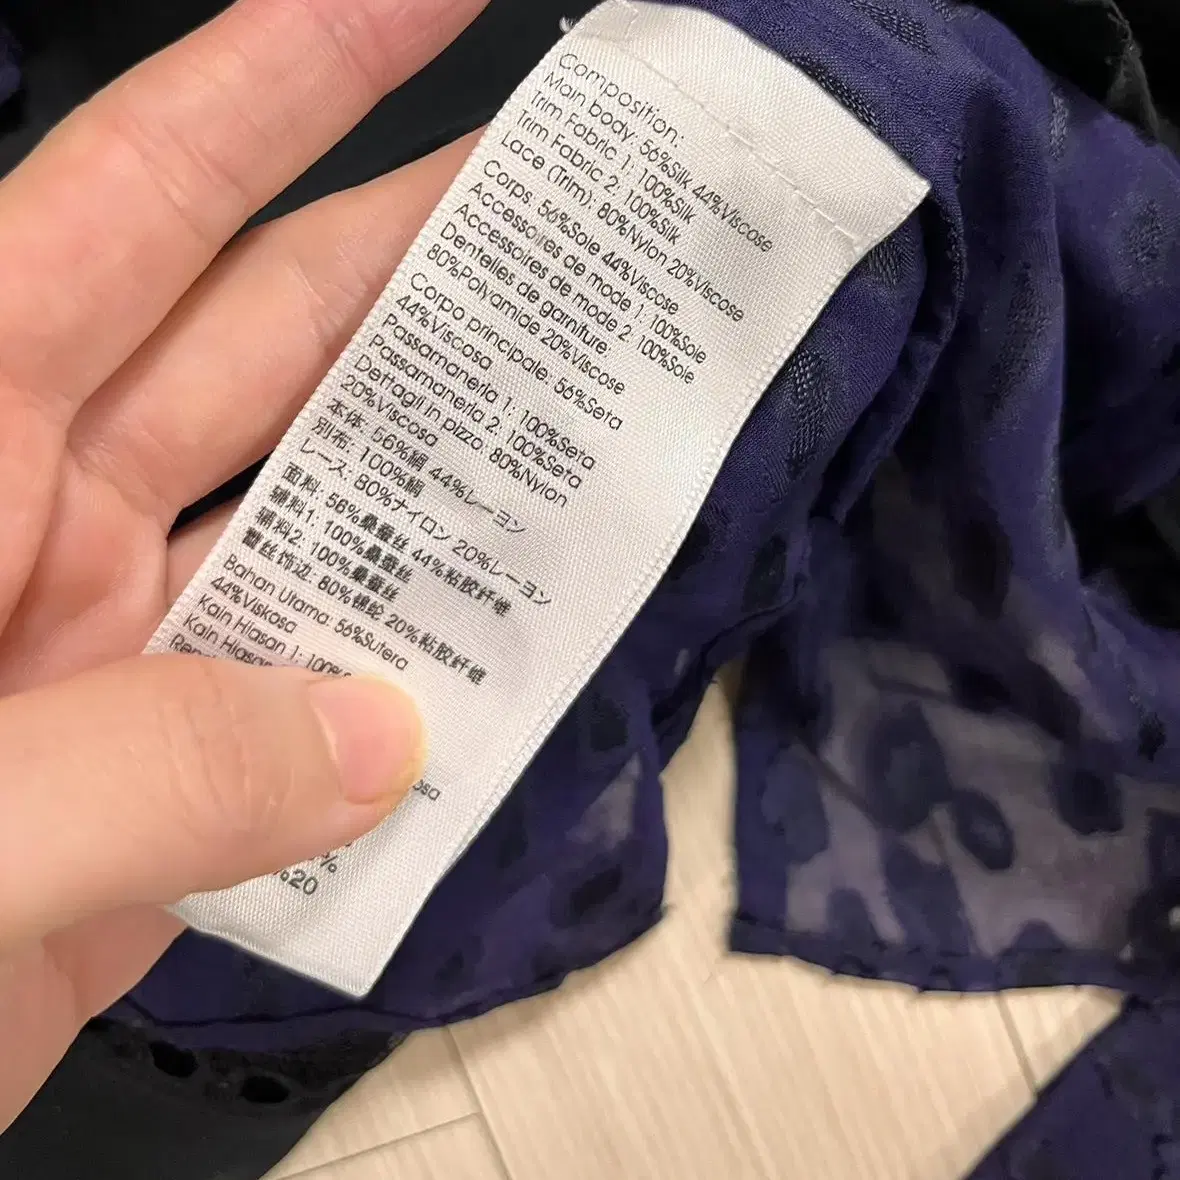 Composition:
Main body: 56%Silk 44%Viscose
Trim Fabric 1: 100%Silk
Trim Fabric 2: 100%Silk
Lace (Trim): 80%Nylon 20%Viscose
Corps: 56%Soie 44%Viscose
Accessoires de mode 1: 100%Soie
Accessoires de mode 2: 100%Soie
Dentelles de garniture:
80%Polyamide 20%Viscose
Corpo principale: 56%Seta
44%Viscosa
Passamaneria 1: 100%Seta
Passamaneria 2: 100%Seta
Dettagli in pizzo: 80%Nylon
20%Viscosa
本体: 56%絹 44%レーヨン
別布: 100%絹
レース: 80%ナイロン 20%レーヨン
面料: 56%桑蚕丝 44%粘胶纤维
辅料1: 100%桑蚕丝
辅料2: 100%桑蚕丝
蕾丝饰边: 80%锦纶 20%粘胶纤维
Bahan Utama: 56%Sutera
44%Viskosa
Kain Hiasan 1: 100%
Kain Hiasan